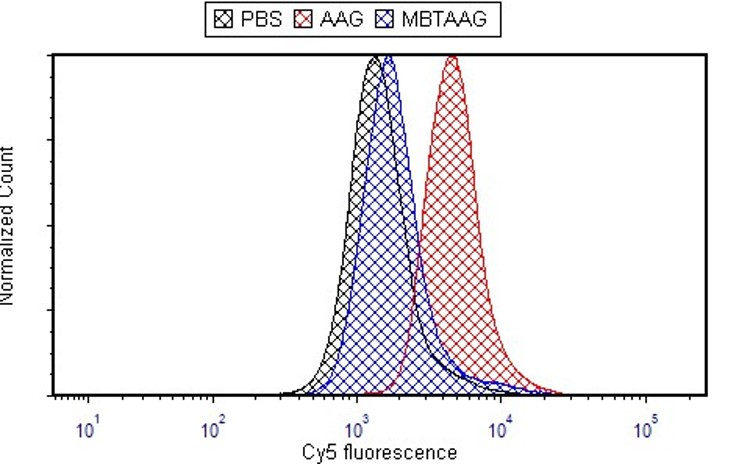 PBS AAG MBTAAG
Normalized Count
10¹ 10² 10³ 10⁴ 10⁵
Cy5 fluorescence